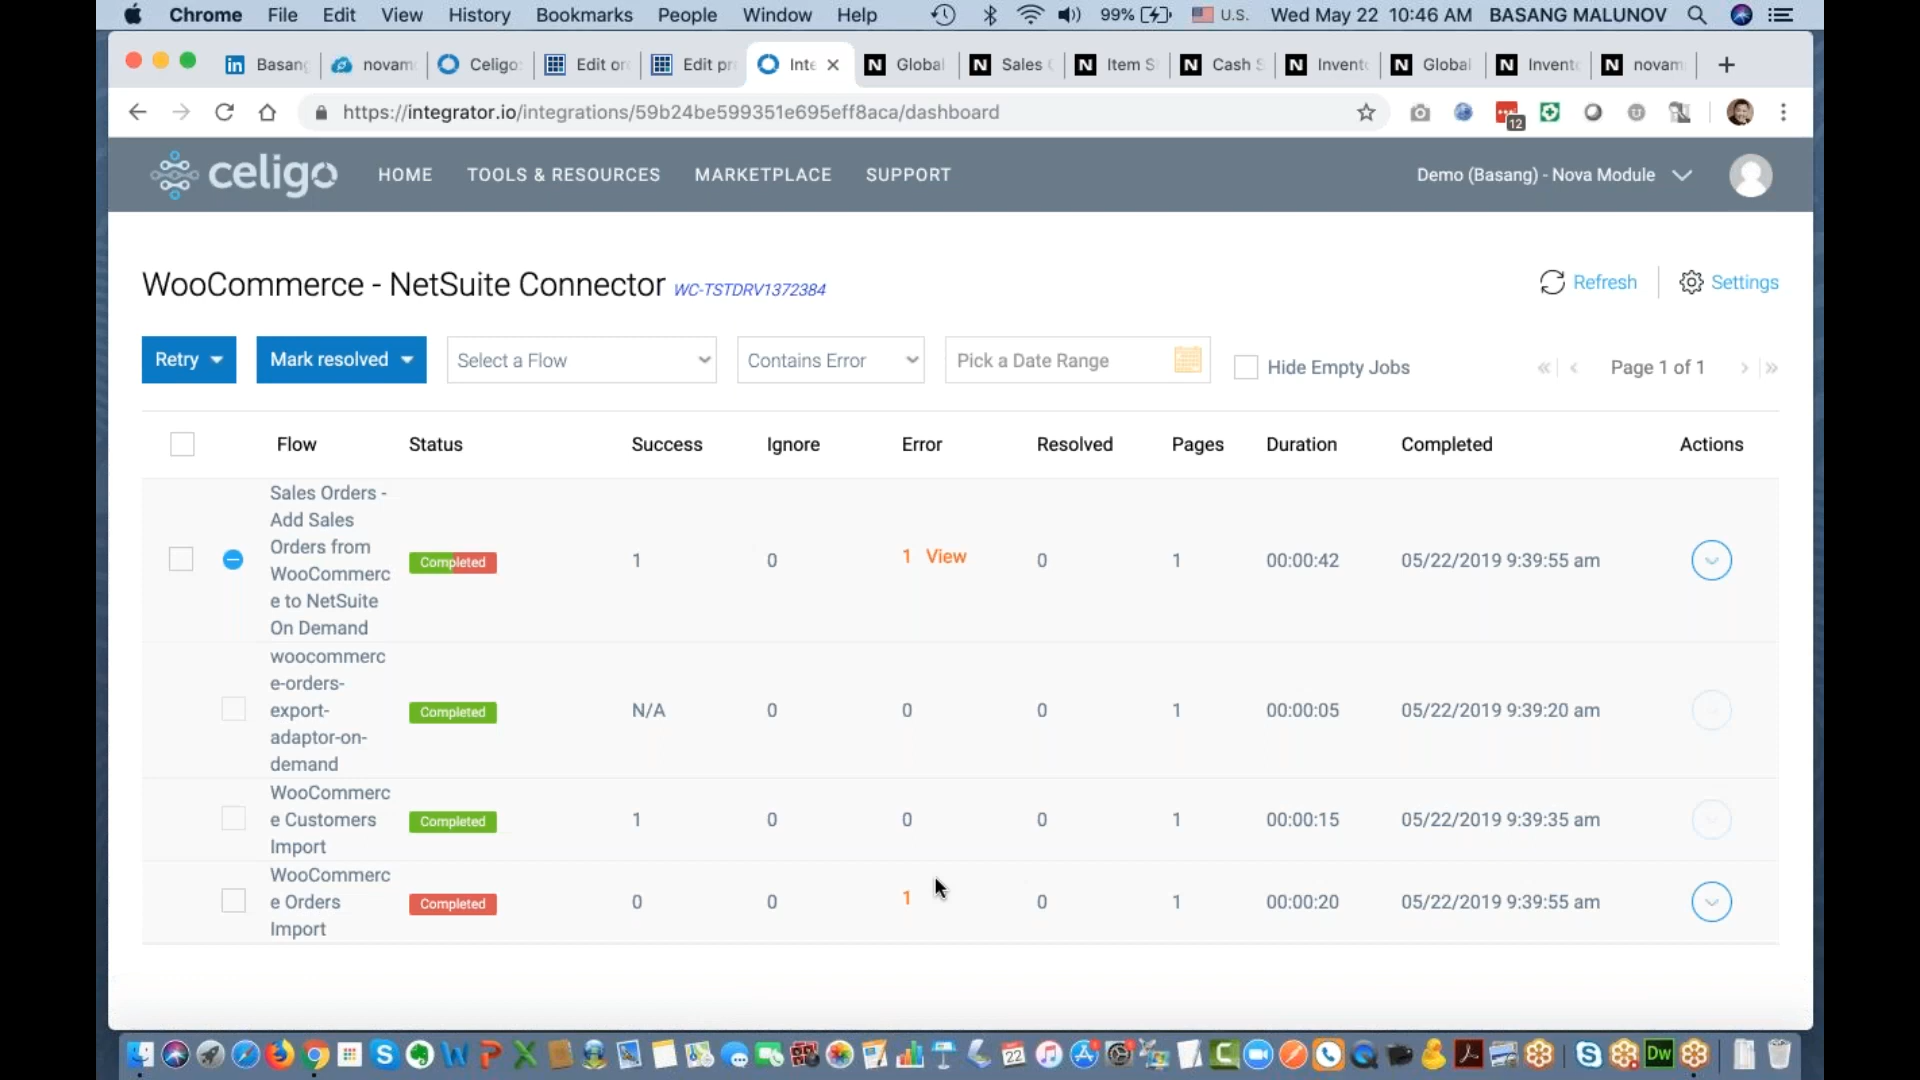 Chrome File Edit View History Bookmarks People Window Help 99% U.S. Wed May 22 10:46 AM BASANG MALUNOV
Basang novam Celigo Edit or Edit pr Inte Global Sales Item S Cash S Invent Global Invent novam
https://integrator.io/integrations/59b24be599351e695eff8aca/dashboard
12
celigo HOME TOOLS & RESOURCES MARKETPLACE SUPPORT Demo (Basang) - Nova Module
WooCommerce - NetSuite Connector WC-TSTDRV1372384 Refresh Settings
Retry Mark resolved Select a Flow Contains Error Pick a Date Range Hide Empty Jobs « ‹ Page 1 of 1 › »
Flow Status Success Ignore Error Resolved Pages Duration Completed Actions
Sales Orders -
Add Sales
Orders from
WooCommerc
e to NetSuite
On Demand
Completed 1 0 1 View 0 1 00:00:42 05/22/2019 9:39:55 am
woocommerc
e-orders-
export-
adaptor-on-
demand
Completed N/A 0 0 0 1 00:00:05 05/22/2019 9:39:20 am
WooCommerc
e Customers
Import
Completed 1 0 0 0 1 00:00:15 05/22/2019 9:39:35 am
WooCommerc
e Orders
Import
Completed 0 0 1 0 1 00:00:20 05/22/2019 9:39:55 am
22
Dw